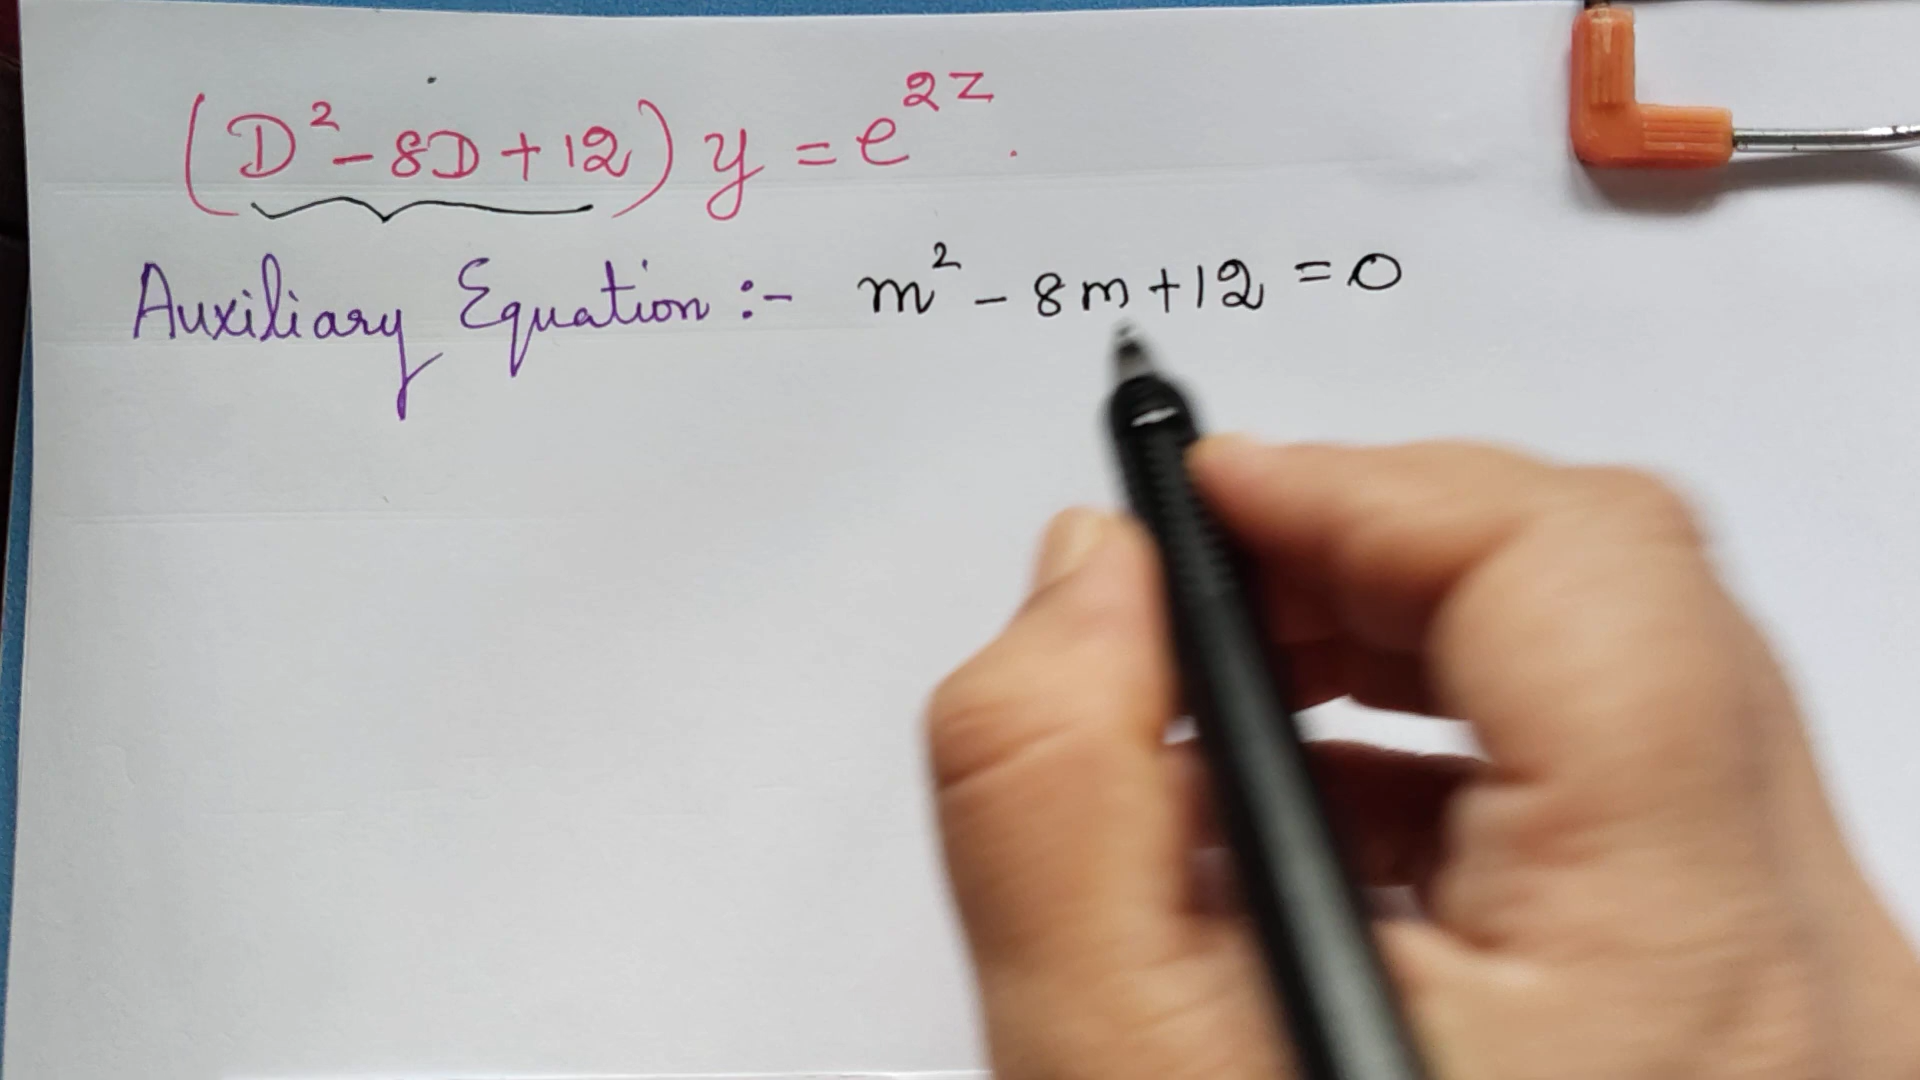 (D² - 8D + 12) y = e^{2z}.
Auxiliary Equation :- m² - 8m + 12 = 0